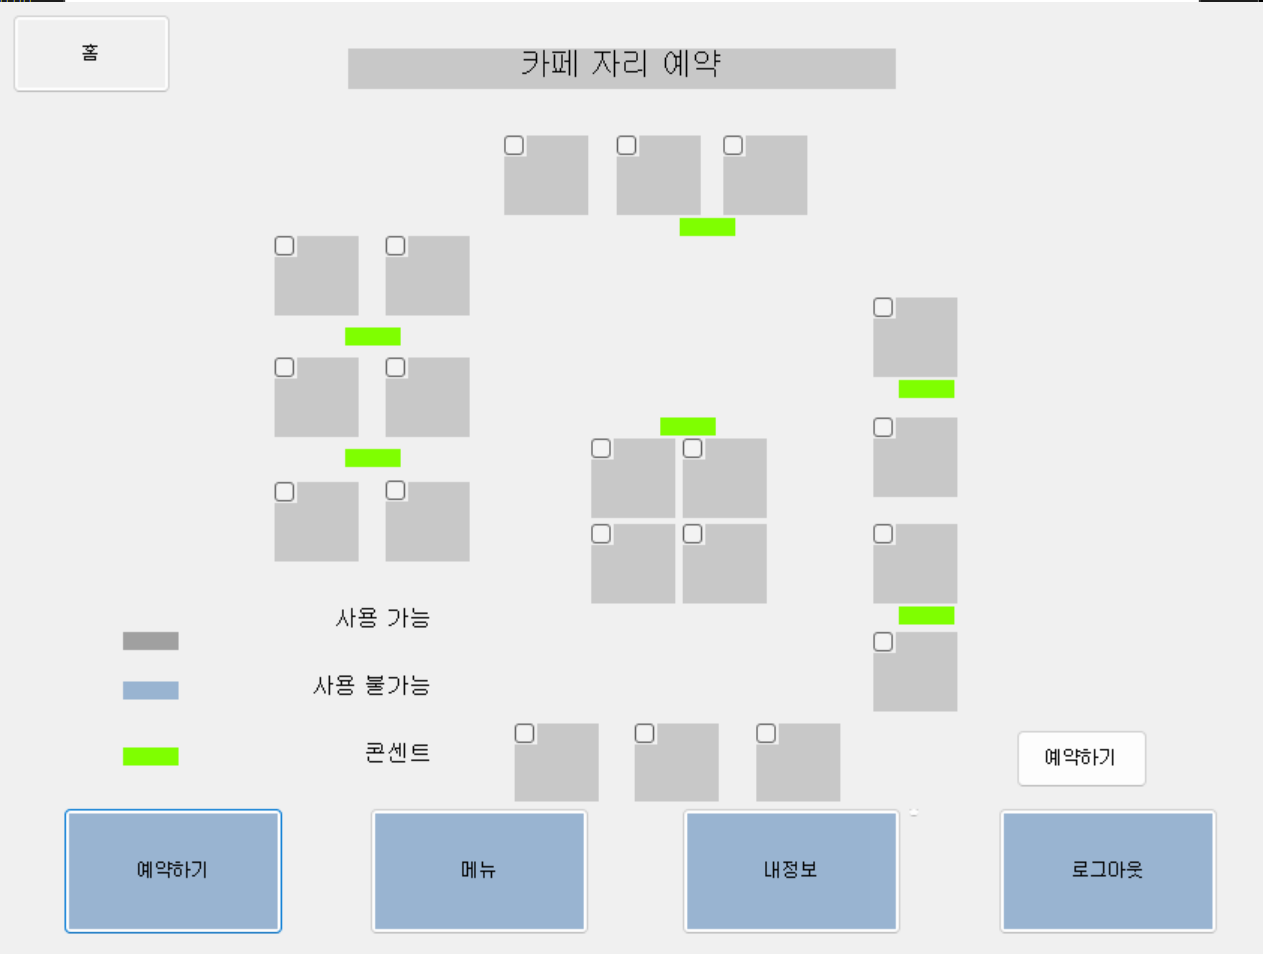 홈
카페 자리 예약
사용 가능
사용 불가능
콘센트
예약하기
예약하기
메뉴
내정보
로그아웃